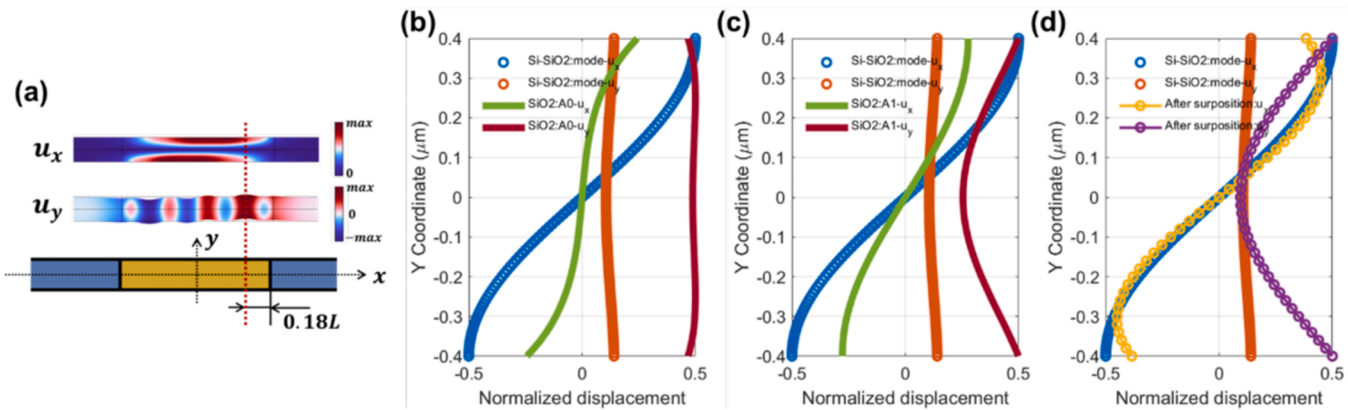 (a)
u_x
max
0
u_y
max
0
−max
y
x
0.18L
(b)
Si-SiO2:mode-u_x
Si-SiO2:mode-u_y
SiO2:A0-u_x
SiO2:A0-u_y
0.4
0.3
0.2
0.1
0
-0.1
-0.2
-0.3
-0.4
Y Coordinate (μm)
-0.5
0
0.5
Normalized displacement
(c)
Si-SiO2:mode-u_x
Si-SiO2:mode-u_y
SiO2:A1-u_x
SiO2:A1-u_y
0.4
0.3
0.2
0.1
0
-0.1
-0.2
-0.3
-0.4
Y Coordinate (μm)
-0.5
0
0.5
Normalized displacement
(d)
Si-SiO2:mode-u_x
Si-SiO2:mode-u_y
After surposition:u_x
After surposition:u_y
0.4
0.3
0.2
0.1
0
-0.1
-0.2
-0.3
-0.4
Y Coordinate (μm)
-0.5
0
0.5
Normalized displacement